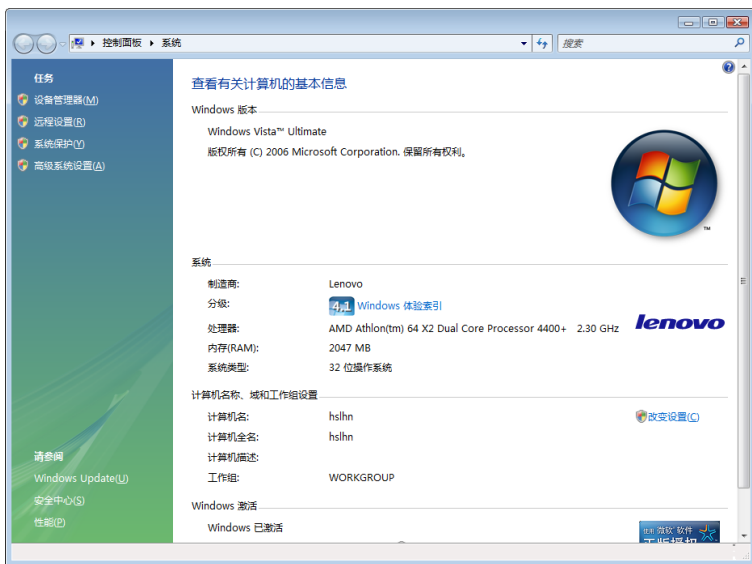 控制面板 ▸ 系统
搜索
任务
设备管理器(M)
远程设置(R)
系统保护(Y)
高级系统设置(A)
请参阅
Windows Update(U)
安全中心(S)
性能(P)
查看有关计算机的基本信息
Windows 版本
Windows Vista™ Ultimate
版权所有 (C) 2006 Microsoft Corporation. 保留所有权利。
TM
系统
制造商: Lenovo
分级: 4,1 Windows 体验索引
处理器: AMD Athlon(tm) 64 X2 Dual Core Processor 4400+ 2.30 GHz
内存(RAM): 2047 MB
系统类型: 32 位操作系统
lenovo
计算机名称、域和工作组设置
计算机名: hslhn
改变设置(C)
计算机全名: hslhn
计算机描述:
工作组: WORKGROUP
Windows 激活
Windows 已激活
微软 软件